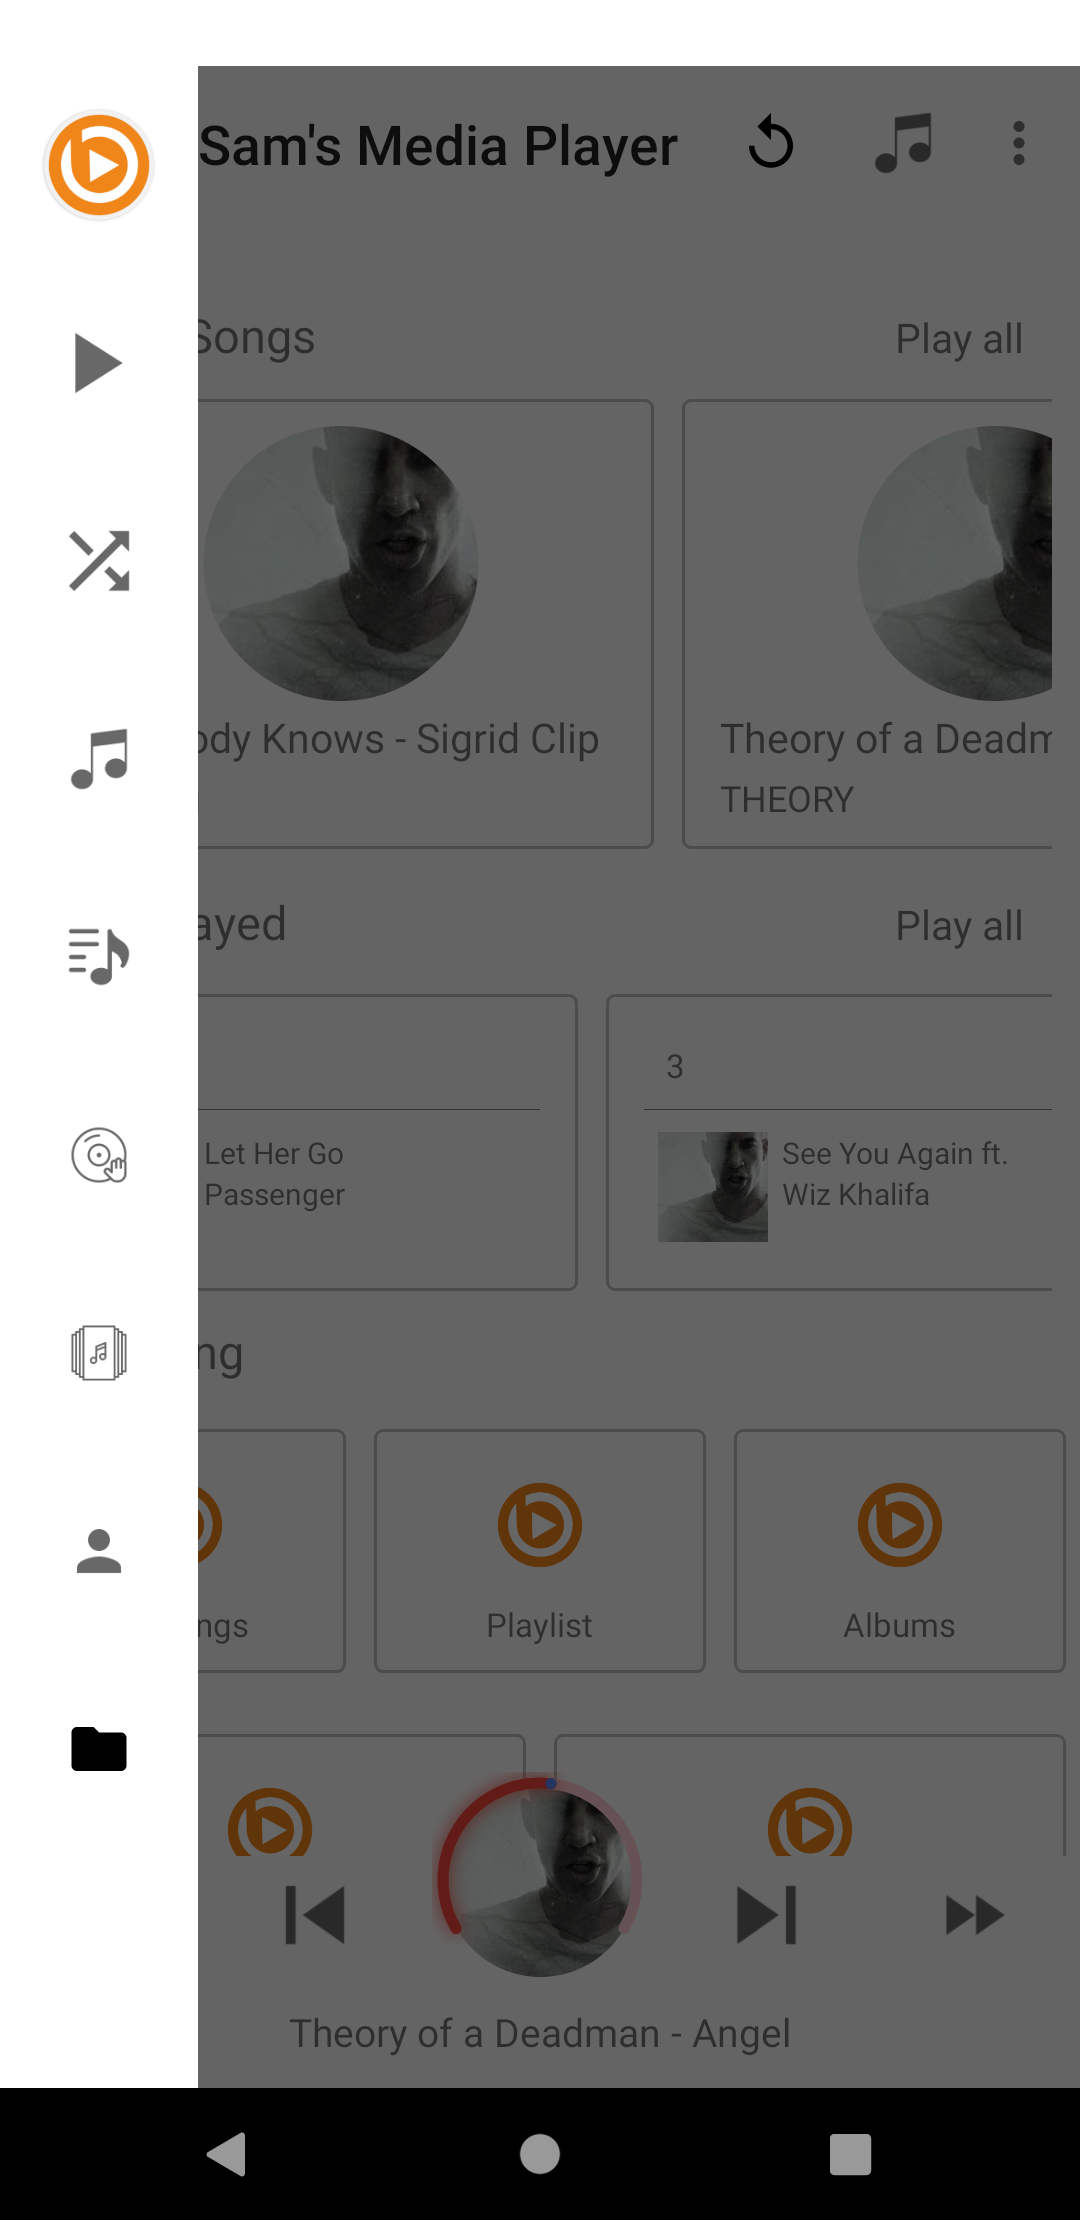 Sam's Media Player
Songs
Play all
ody Knows - Sigrid Clip
Theory of a Deadm
THEORY
ayed
Play all
3
Let Her Go
Passenger
See You Again ft.
Wiz Khalifa
ng
ngs
Playlist
Albums
Theory of a Deadman - Angel